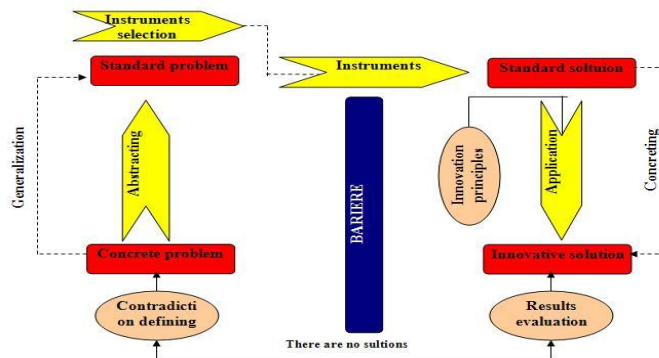 Instruments
selection
Standard problem
Instruments
Standard soltuion
Generalization
Abstracting
BARIERE
Innovation
principles
Application
Concreting
Concrete problem
Innovative solution
Contradicti
on defining
Results
evaluation
There are no sultions